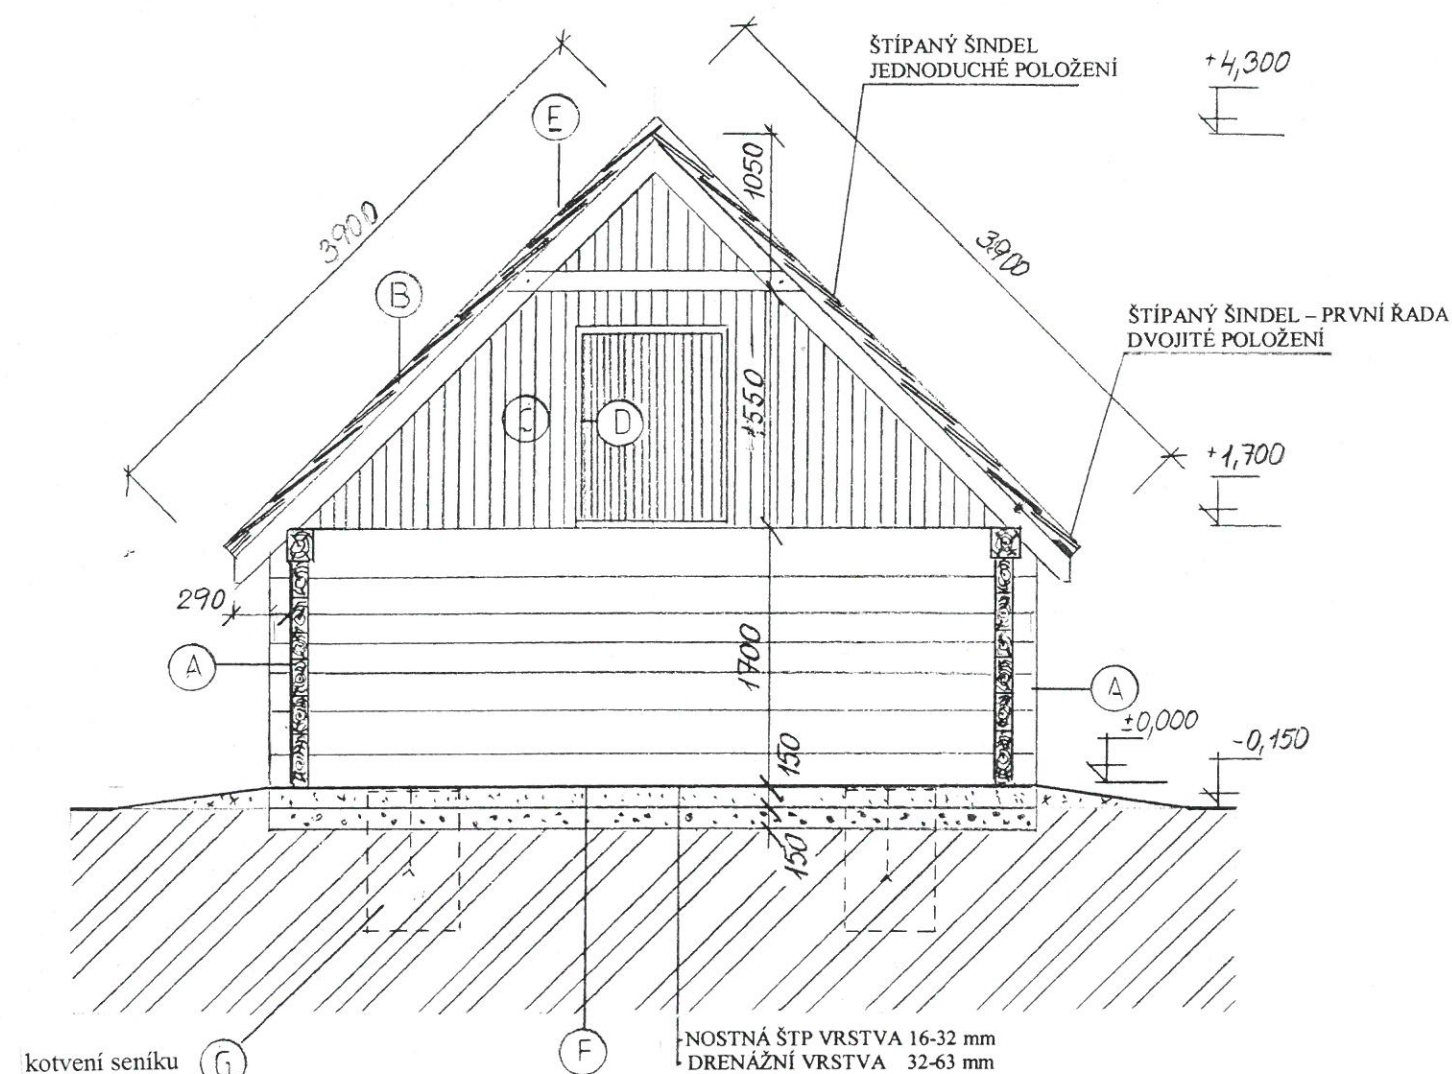 ŠTÍPANÝ ŠINDEL
JEDNODUCHÉ POLOŽENÍ
+4,300
E
1050
3900
3900
B
ŠTÍPANÝ ŠINDEL – PRVNÍ ŘADA
DVOJITÉ POLOŽENÍ
C
D
1550
+1,700
290
A
1700
A
±0,000
-0,150
150
150
NOSTNÁ ŠTP VRSTVA 16-32 mm
DRENÁŽNÍ VRSTVA 32-63 mm
kotvení seníku
G
F